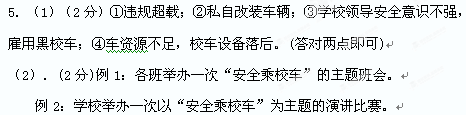 5.（1）(2分) ①违规超载；②私自改装车辆；③学校领导安全意识不强，
雇用黑校车；④车资源不足，校车设备落后。(答对两点即可)
（2）. (2分)例1：各班举办一次“安全乘校车”的主题班会。
例2：学校举办一次以“安全乘校车”为主题的演讲比赛。